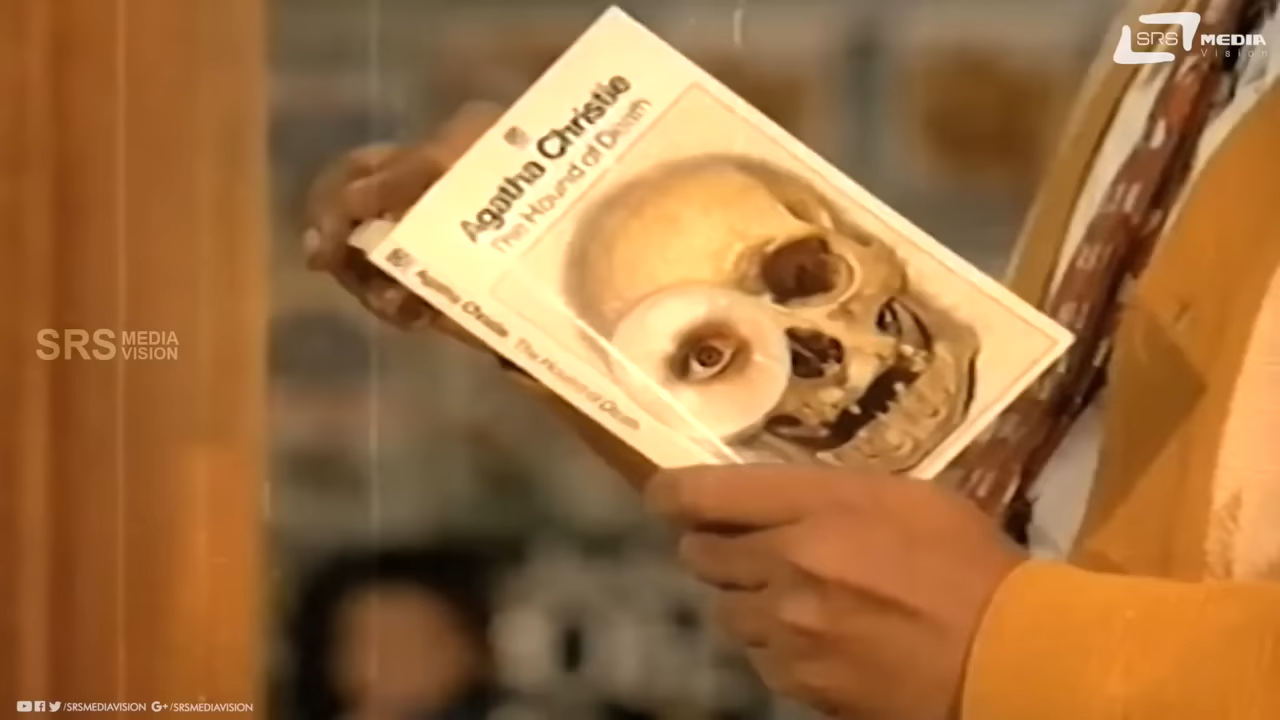 SRS MEDIA
Vision
Agatha Christie
The Hound of Death
Agatha Christie The Hound of Death
SRS MEDIA
VISION
/SRSMEDIAVISION G+/SRSMEDIAVISION